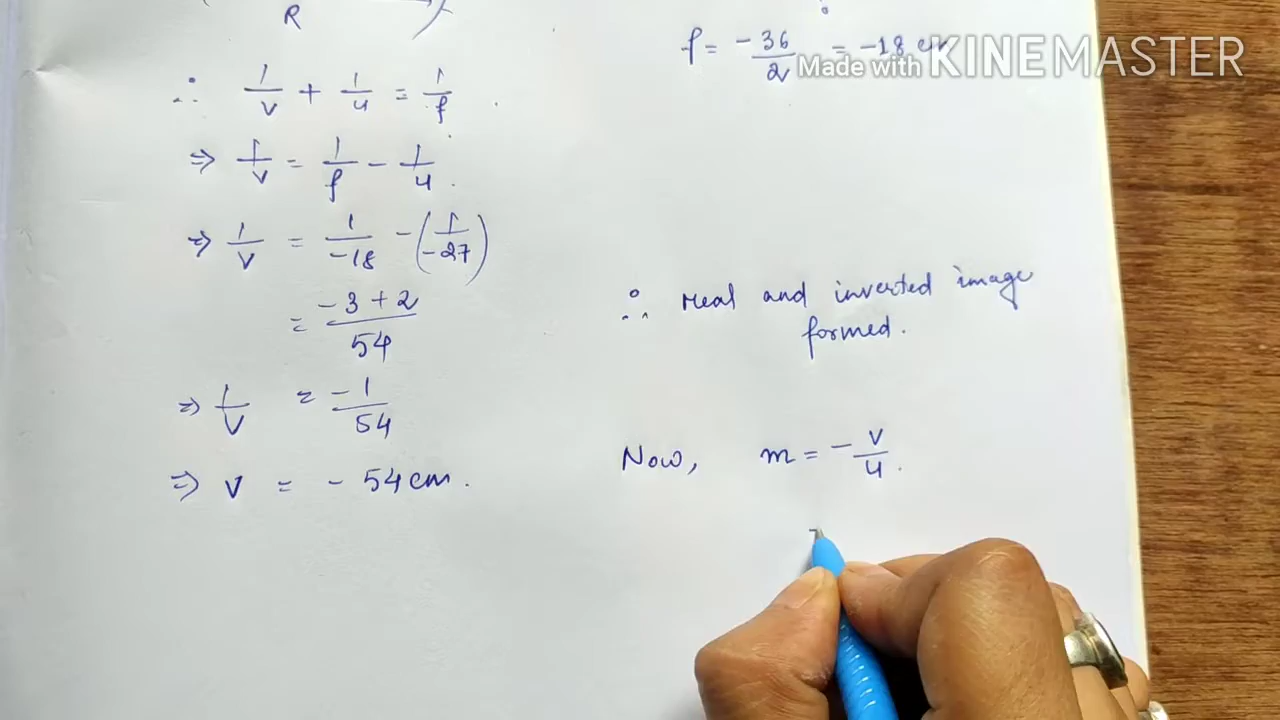 R
∴ 1/v + 1/u = 1/f
⇒ 1/v = 1/f - 1/u
⇒ 1/v = 1/-18 - (1/-27)
= -3 + 2/54
⇒ 1/v = -1/54
⇒ v = - 54 cm.
f = -36/2 = -18 cm
Made with KINEMASTER
∴ real and inverted image
formed.
Now, m = - v/u.